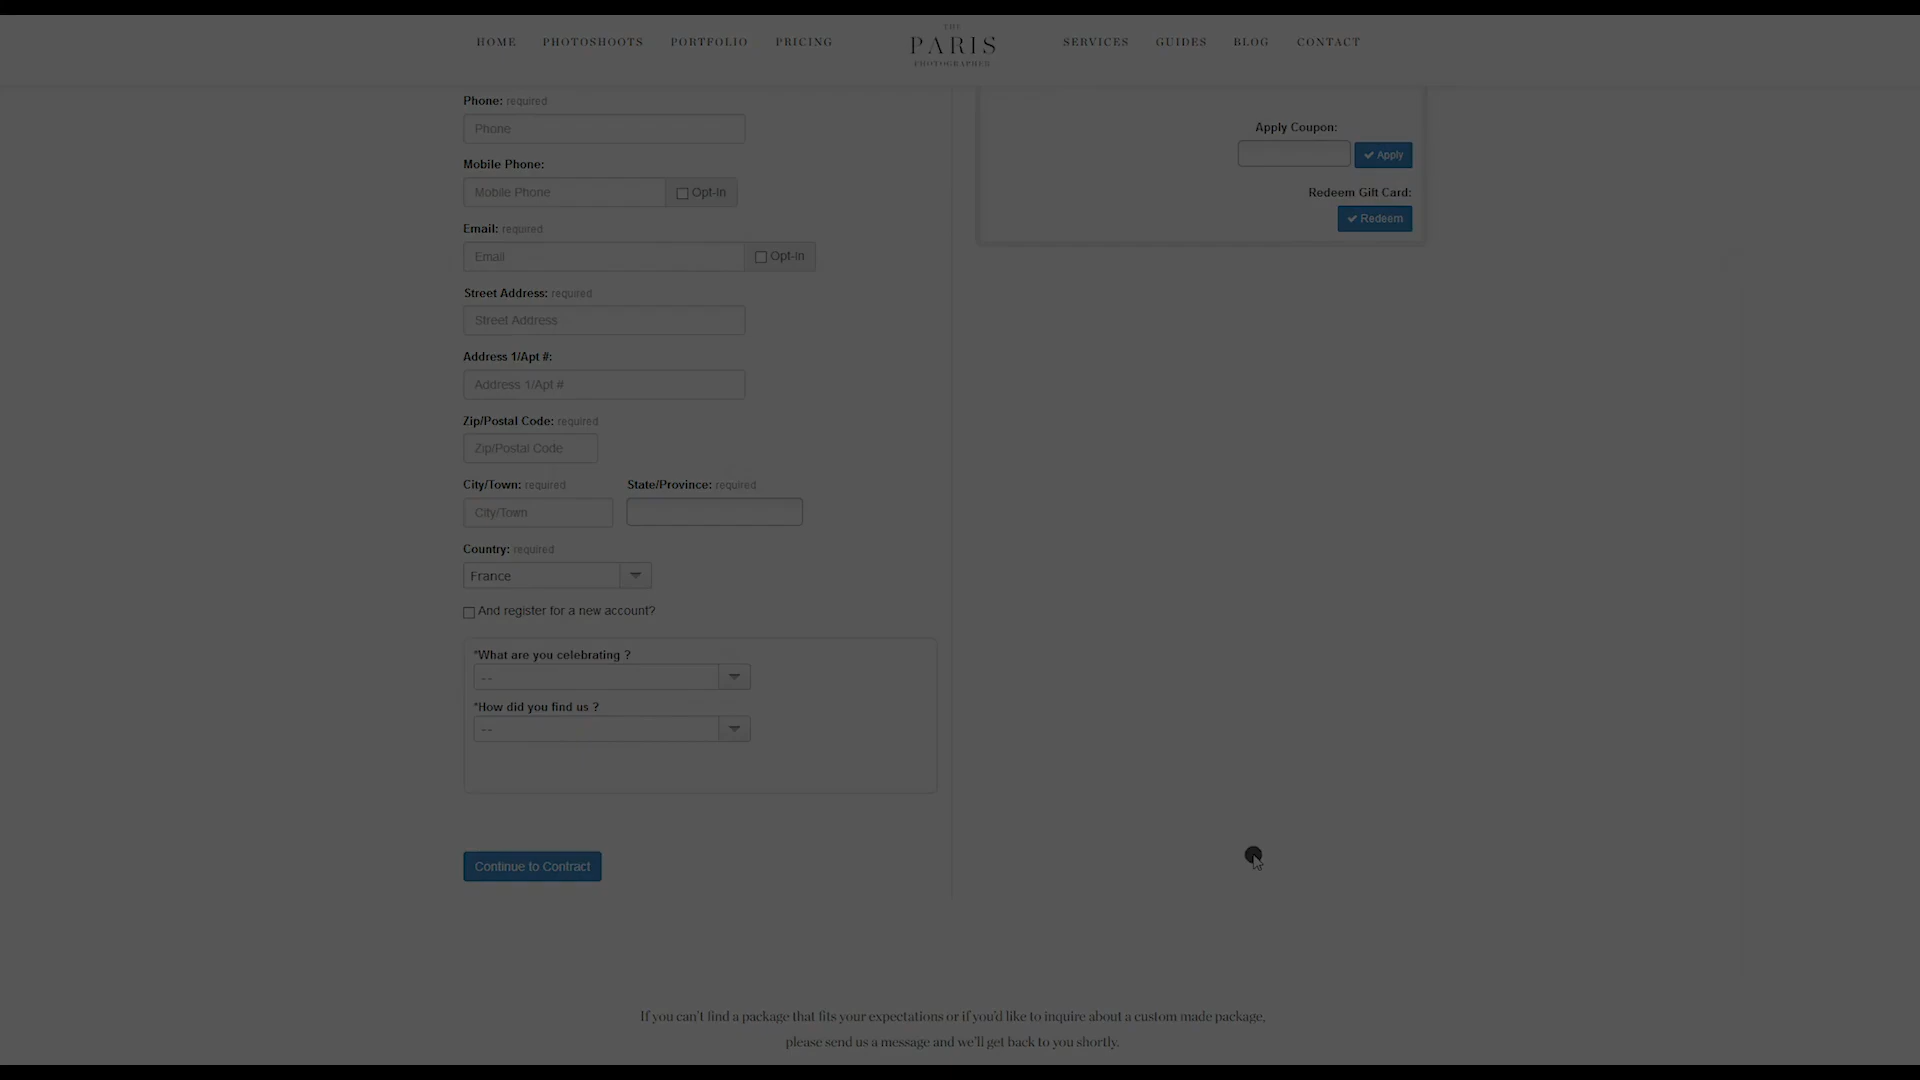 HOME PHOTOSHOOTS PORTFOLIO PRICING
THE
PARIS
PHOTOGRAPHER
SERVICES GUIDES BLOG CONTACT
Phone: required
Phone
Mobile Phone:
Mobile Phone Opt-in
Email: required
Email Opt-in
Street Address: required
Street Address
Address 1/Apt #:
Address 1/Apt #
Zip/Postal Code: required
Zip/Postal Code
City/Town: required State/Province: required
City/Town
Country: required
France
And register for a new account?
*What are you celebrating ?
--
*How did you find us ?
--
Continue to Contract
Apply Coupon:
Apply
Redeem Gift Card:
Redeem
If you can't find a package that fits your expectations or if you'd like to inquire about a custom made package,
please send us a message and we'll get back to you shortly.